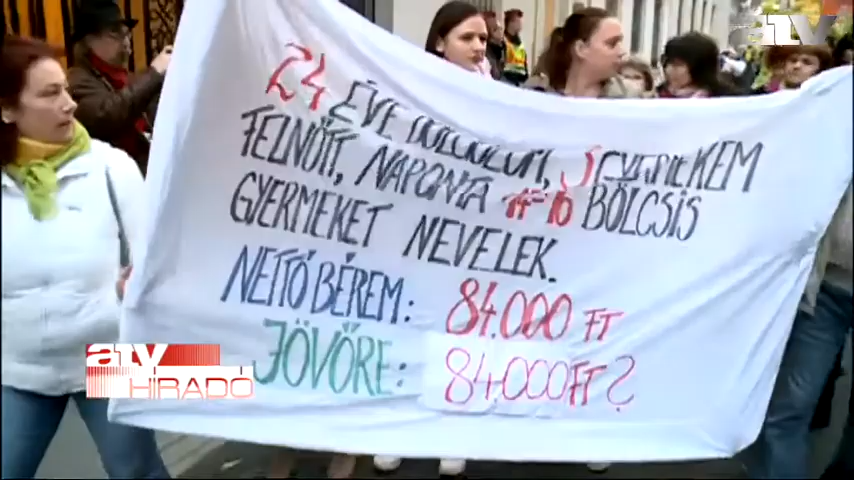 atv
24 ÉVE DOLGOZOM, 3 GYERMEKEM
FELNŐTT, NAPONTA 14-16 BÖLCSIS
GYERMEKET NEVELEK.
NETTÓ BÉREM: 84.000 FT
JÖVŐRE: 84.000 FT?
atv
HÍRADÓ